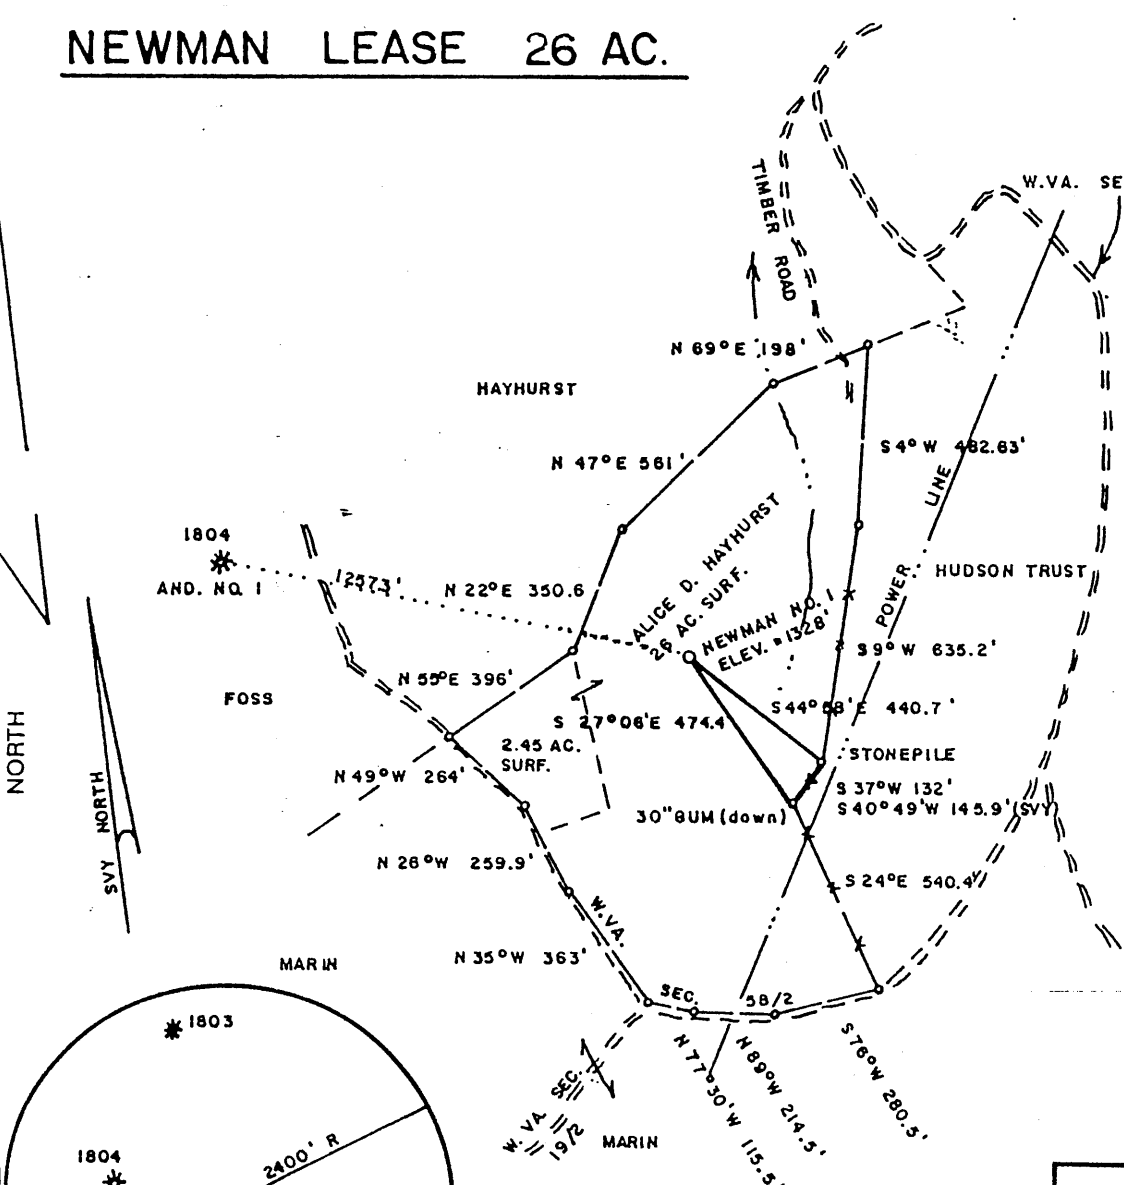 NEWMAN LEASE 26 AC.
W.VA. SE
TIMBER ROAD
N 69° E 198'
HAYHURST
S 4° W 482.63'
N 47° E 561'
LINE
POWER
1804
AND. NO. 1
12573'
N 22° E 350.6
ALICE D. HAYHURST
26 AC. SURF.
NEWMAN NO. 1
ELEV. = 1328'
HUDSON TRUST
S 9° W 635.2'
N 55° E 396'
FOSS
S 27°06'E 474.4
S 44°58'E 440.7'
2.45 AC.
SURF.
STONEPILE
N 49° W 264'
S 37° W 132'
S 40° 49' W 145.9' (SVY)
30" GUM (down)
NORTH
SVY NORTH
N 26° W 259.9'
S 24° E 540.4'
W.VA.
N 35° W 363'
MARIN
SEC. 58/2
1803
N 77° 30' W 115.5'
N 89° W 214.5'
S 76° W 280.5'
W. VA. SEC.
19/2
MARIN
2400' R
1804